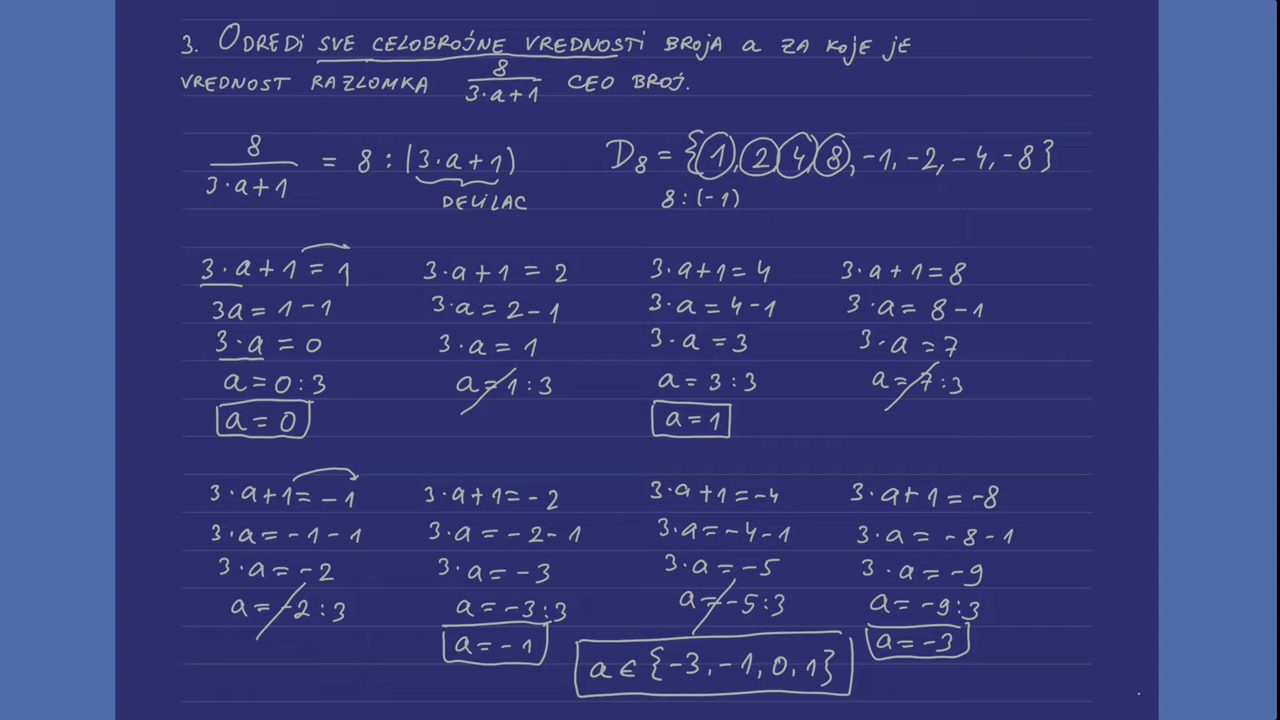 3. ODREDI SVE CELOBROJNE VREDNOSTI BROJA a ZA KOJE JE
VREDNOST RAZLOMKA 8/(3·a+1) CEO BROJ.
8/(3·a+1) = 8 : (3·a+1)
DELILAC
D₈ = {1, 2, 4, 8, -1, -2, -4, -8}
8 : (-1)
3·a+1 = 1
3a = 1-1
3·a = 0
a = 0:3
a = 0
3·a+1 = 2
3·a = 2-1
3·a = 1
a = 1:3
3·a+1 = 4
3·a = 4-1
3·a = 3
a = 3:3
a = 1
3·a+1 = 8
3·a = 8-1
3·a = 7
a = 7:3
3·a+1 = -1
3·a = -1-1
3·a = -2
a = -2:3
3·a+1 = -2
3·a = -2-1
3·a = -3
a = -3:3
a = -1
3·a+1 = -4
3·a = -4-1
3·a = -5
a = -5:3
3·a+1 = -8
3·a = -8-1
3·a = -9
a = -9:3
a = -3
a ∈ {-3, -1, 0, 1}